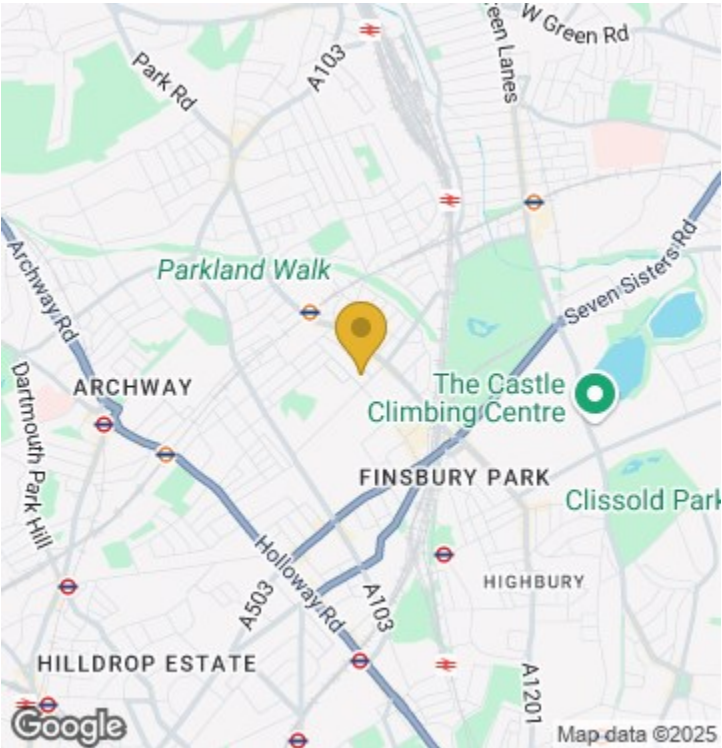 W Green Rd
reen Lanes
A103
Park Rd
Archway Rd
Parkland Walk
Seven Sisters Rd
Dartmouth Park Hill
ARCHWAY
The Castle
Climbing Centre
FINSBURY PARK
Clissold Park
Holloway Rd
A503
A103
HIGHBURY
HILLDROP ESTATE
A1201
Google
Map data ©2025